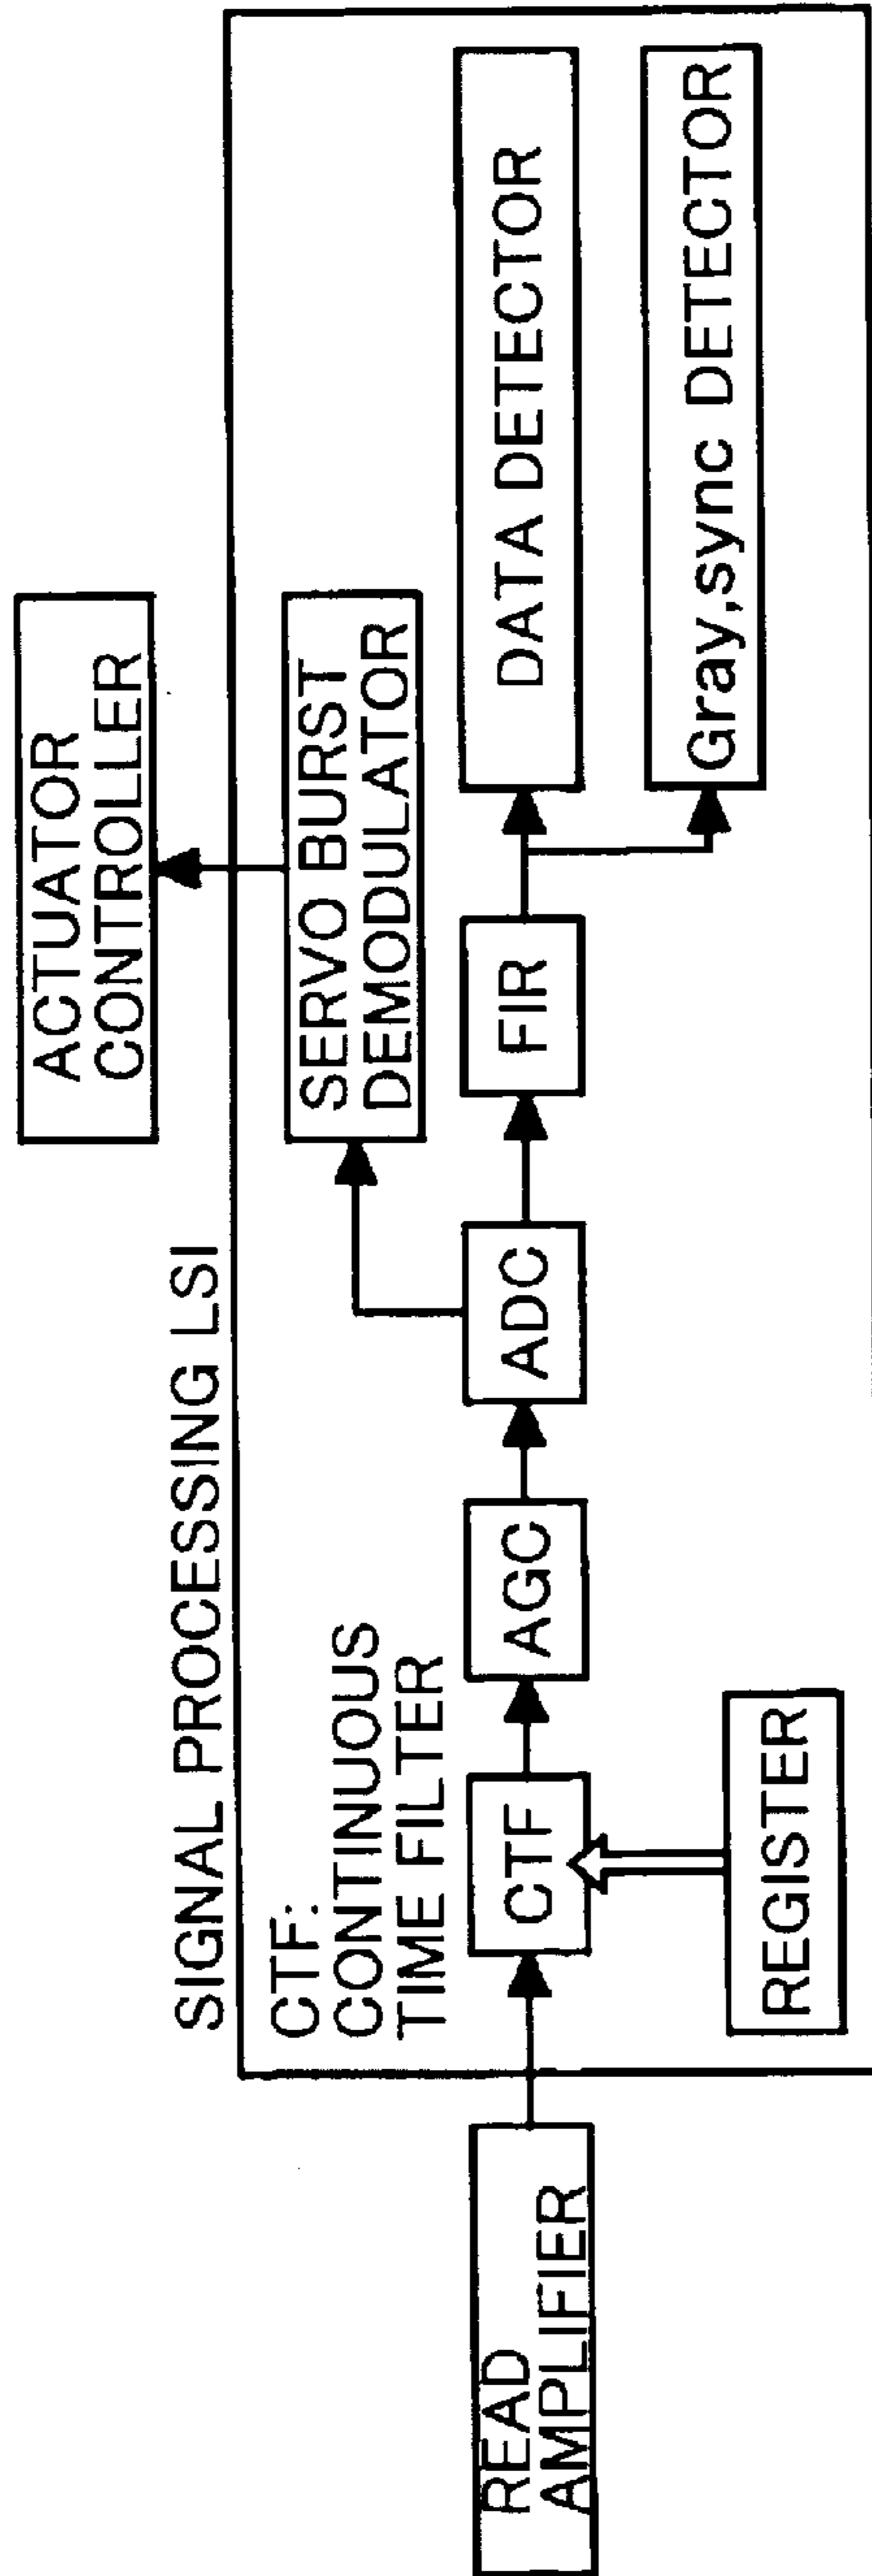 ACTUATOR
CONTROLLER
SIGNAL PROCESSING LSI
CTF:
CONTINUOUS
TIME FILTER
SERVO BURST
DEMODULATOR
READ
AMPLIFIER
CTF
AGC
ADC
FIR
DATA DETECTOR
REGISTER
Gray,sync DETECTOR